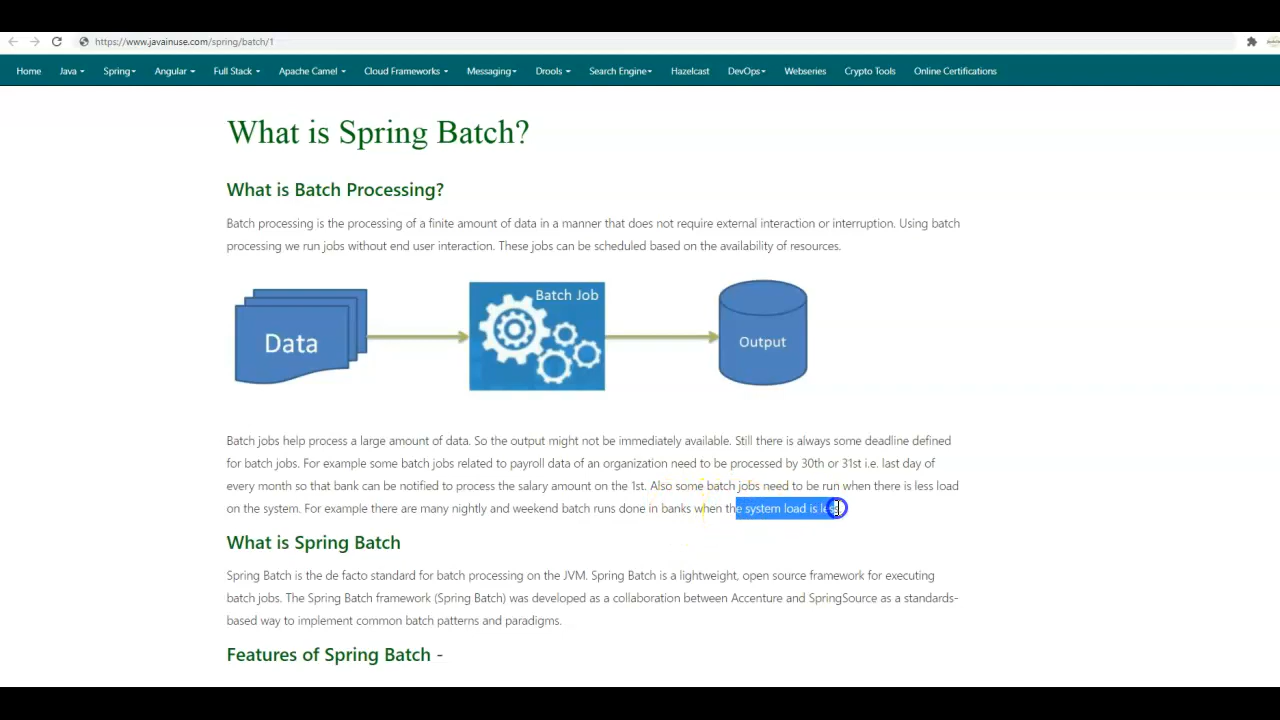 https://www.javainuse.com/spring/batch/1
Home Java Spring Angular Full Stack Apache Camel Cloud Frameworks Messaging Drools Search Engine Hazelcast DevOps Webseries Crypto Tools Online Certifications
What is Spring Batch?
What is Batch Processing?
Batch processing is the processing of a finite amount of data in a manner that does not require external interaction or interruption. Using batch
processing we run jobs without end user interaction. These jobs can be scheduled based on the availability of resources.
Data
Batch Job
Output
Batch jobs help process a large amount of data. So the output might not be immediately available. Still there is always some deadline defined
for batch jobs. For example some batch jobs related to payroll data of an organization need to be processed by 30th or 31st i.e. last day of
every month so that bank can be notified to process the salary amount on the 1st. Also some batch jobs need to be run when there is less load
on the system. For example there are many nightly and weekend batch runs done in banks when the system load is less
What is Spring Batch
Spring Batch is the de facto standard for batch processing on the JVM. Spring Batch is a lightweight, open source framework for executing
batch jobs. The Spring Batch framework (Spring Batch) was developed as a collaboration between Accenture and SpringSource as a standards-
based way to implement common batch patterns and paradigms.
Features of Spring Batch -